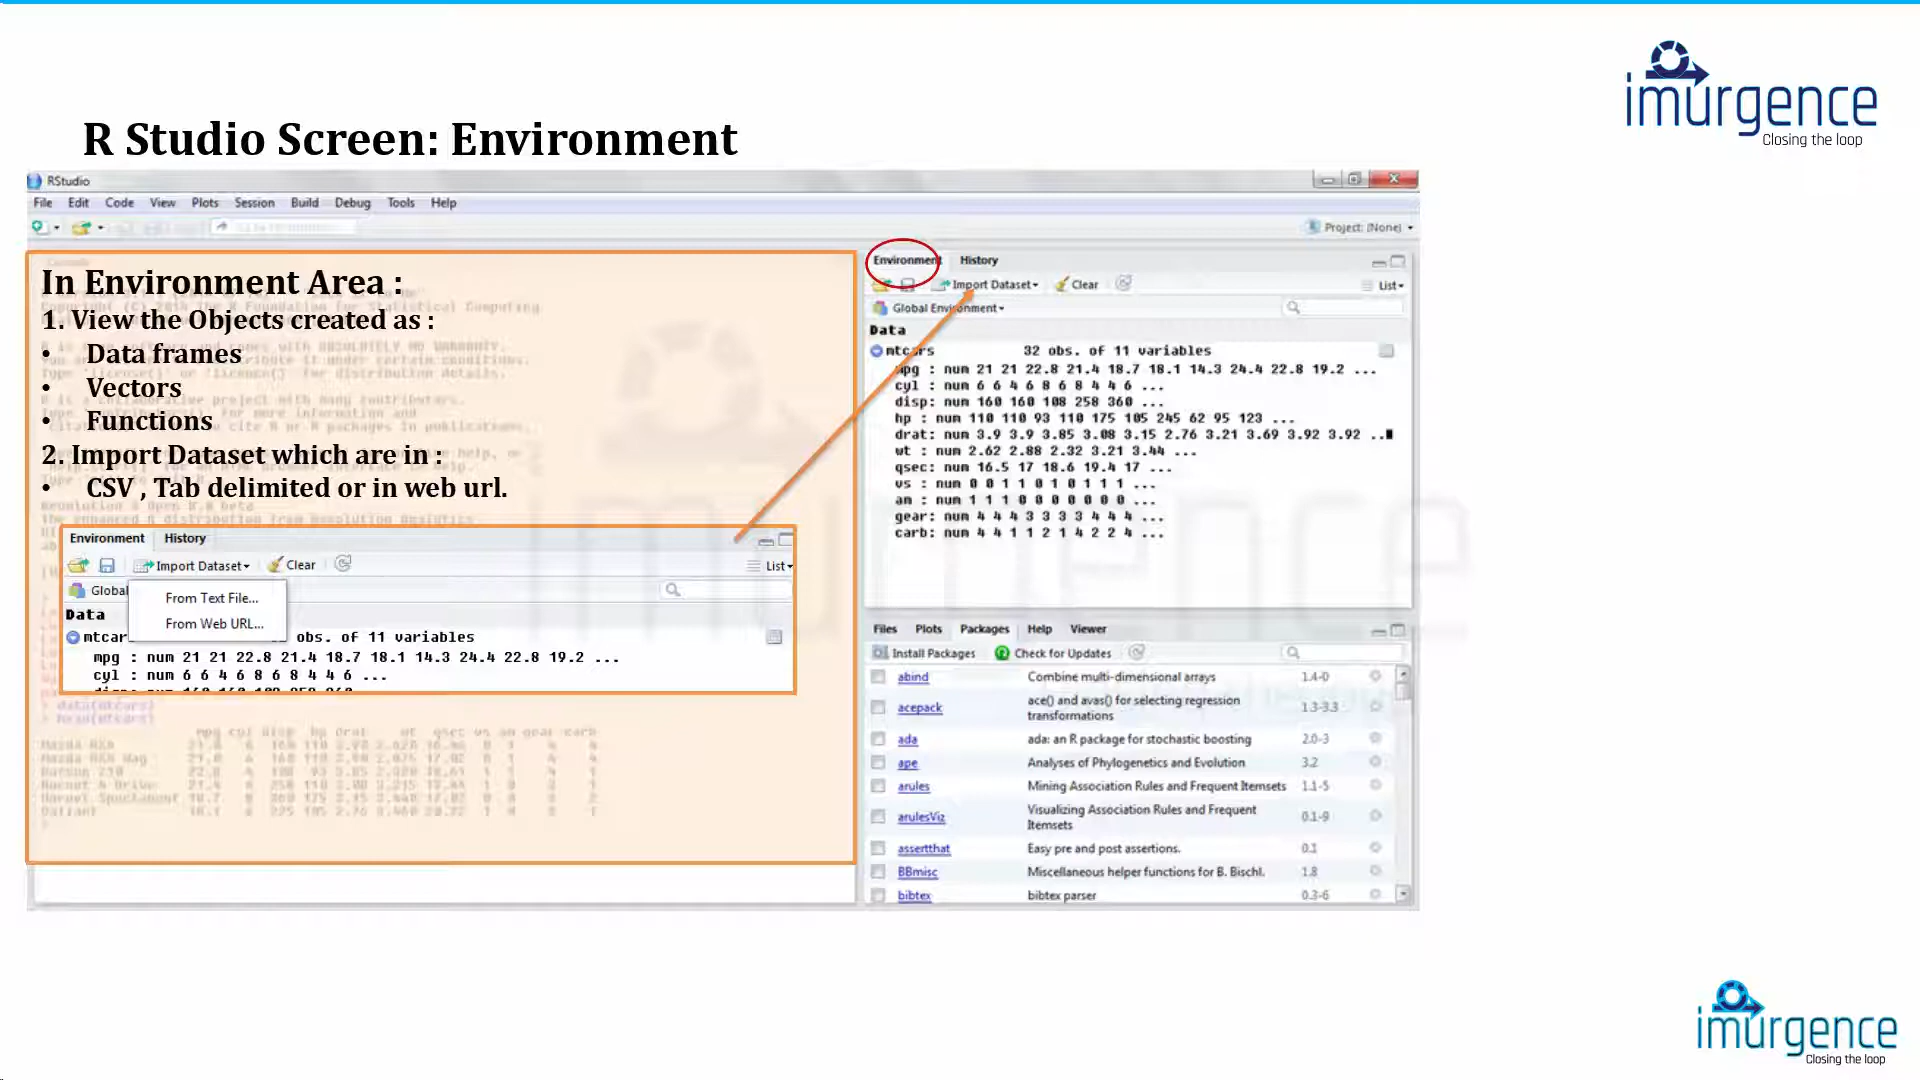 imurgence
Closing the loop
R Studio Screen: Environment
RStudio
File Edit Code View Plots Session Build Debug Tools Help
Project: (None)
In Environment Area :
1. View the Objects created as :
• Data frames
• Vectors
• Functions
2. Import Dataset which are in :
• CSV , Tab delimited or in web url.
Environment History
Import Dataset Clear List
Global
From Text File...
From Web URL...
Data
mtcar obs. of 11 variables
mpg : num 21 21 22.8 21.4 18.7 18.1 14.3 24.4 22.8 19.2 ...
cyl : num 6 6 4 6 8 6 8 4 4 6 ...
> data(mtcars)
> head(mtcars)
Environment History
Import Dataset Clear List
Global Environment
Data
mtcars 32 obs. of 11 variables
mpg : num 21 21 22.8 21.4 18.7 18.1 14.3 24.4 22.8 19.2 ...
cyl : num 6 6 4 6 8 6 8 4 4 6 ...
disp: num 160 160 108 258 360 ...
hp : num 110 110 93 110 175 105 245 62 95 123 ...
drat: num 3.9 3.9 3.85 3.08 3.15 2.76 3.21 3.69 3.92 3.92 ..
wt : num 2.62 2.88 2.32 3.21 3.44 ...
qsec: num 16.5 17 18.6 19.4 17 ...
vs : num 0 0 1 1 0 1 0 1 1 1 ...
am : num 1 1 1 0 0 0 0 0 0 0 ...
gear: num 4 4 4 3 3 3 3 4 4 4 ...
carb: num 4 4 1 1 2 1 4 2 2 4 ...
Files Plots Packages Help Viewer
Install Packages Check for Updates
abind Combine multi-dimensional arrays 1.4-0
acepack ace() and avas() for selecting regression transformations 1.3-3.3
ada ada: an R package for stochastic boosting 2.0-3
ape Analyses of Phylogenetics and Evolution 3.2
arules Mining Association Rules and Frequent Itemsets 1.1-5
arulesViz Visualizing Association Rules and Frequent Itemsets 0.1-9
assertthat Easy pre and post assertions. 0.1
BBmisc Miscellaneous helper functions for B. Bischl. 1.8
bibtex bibtex parser 0.3-6
imurgence
Closing the loop